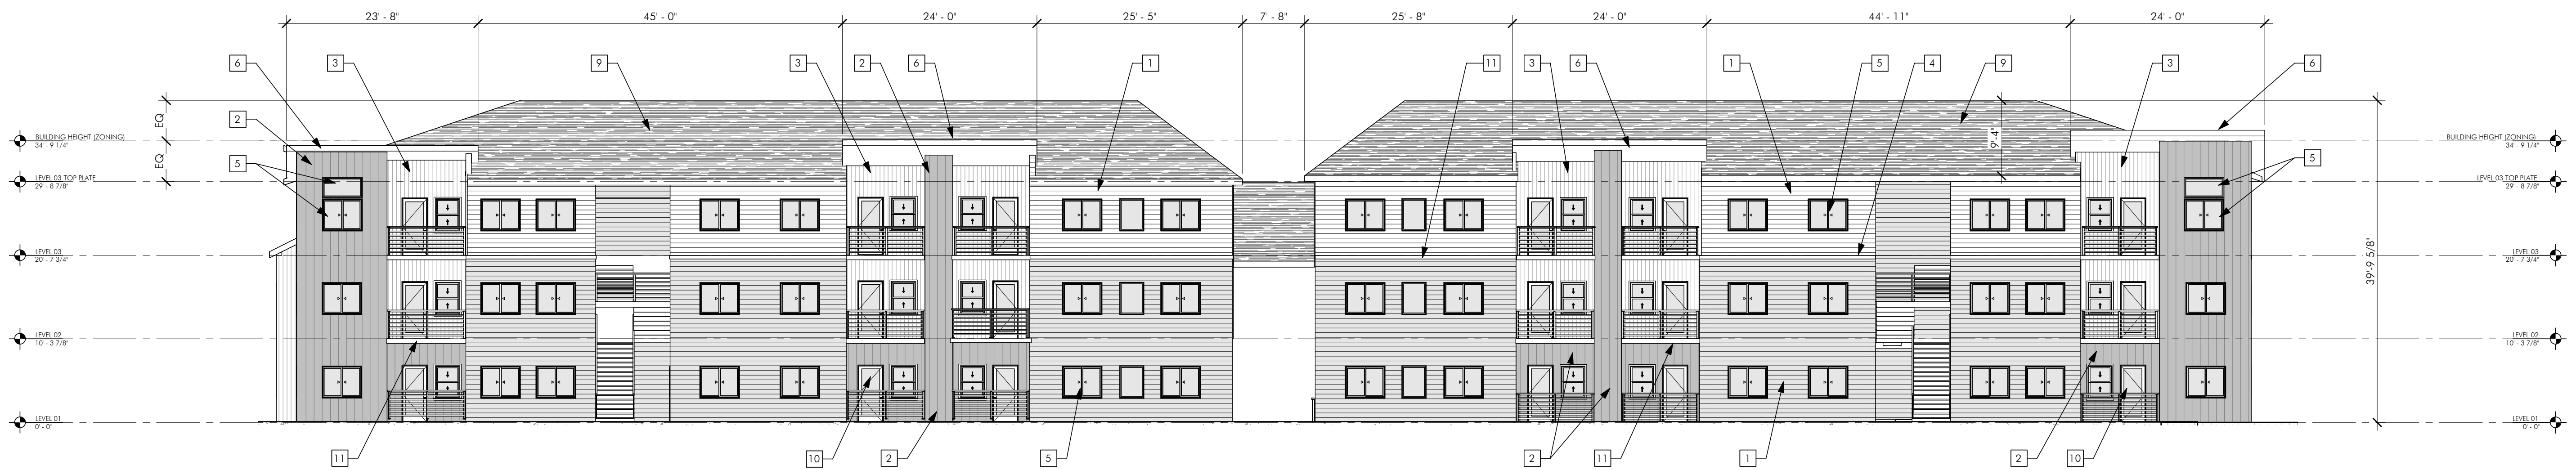 23' - 8"
45' - 0"
24' - 0"
25' - 5"
7' - 8"
25' - 8"
24' - 0"
44' - 11"
24' - 0"
6
3
9
3
2
6
1
11
3
6
1
5
4
9
3
6
2
5
5
EQ
EQ
9'-4"
39'-9 5/8"
BUILDING HEIGHT (ZONING)
34' - 9 1/4"
LEVEL 03 TOP PLATE
29' - 8 7/8"
LEVEL 03
20' - 7 3/4"
LEVEL 02
10' - 3 7/8"
LEVEL 01
0' - 0"
BUILDING HEIGHT (ZONING)
34' - 9 1/4"
LEVEL 03 TOP PLATE
29' - 8 7/8"
LEVEL 03
20' - 7 3/4"
LEVEL 02
10' - 3 7/8"
LEVEL 01
0' - 0"
11
10
2
5
2
11
1
2
10